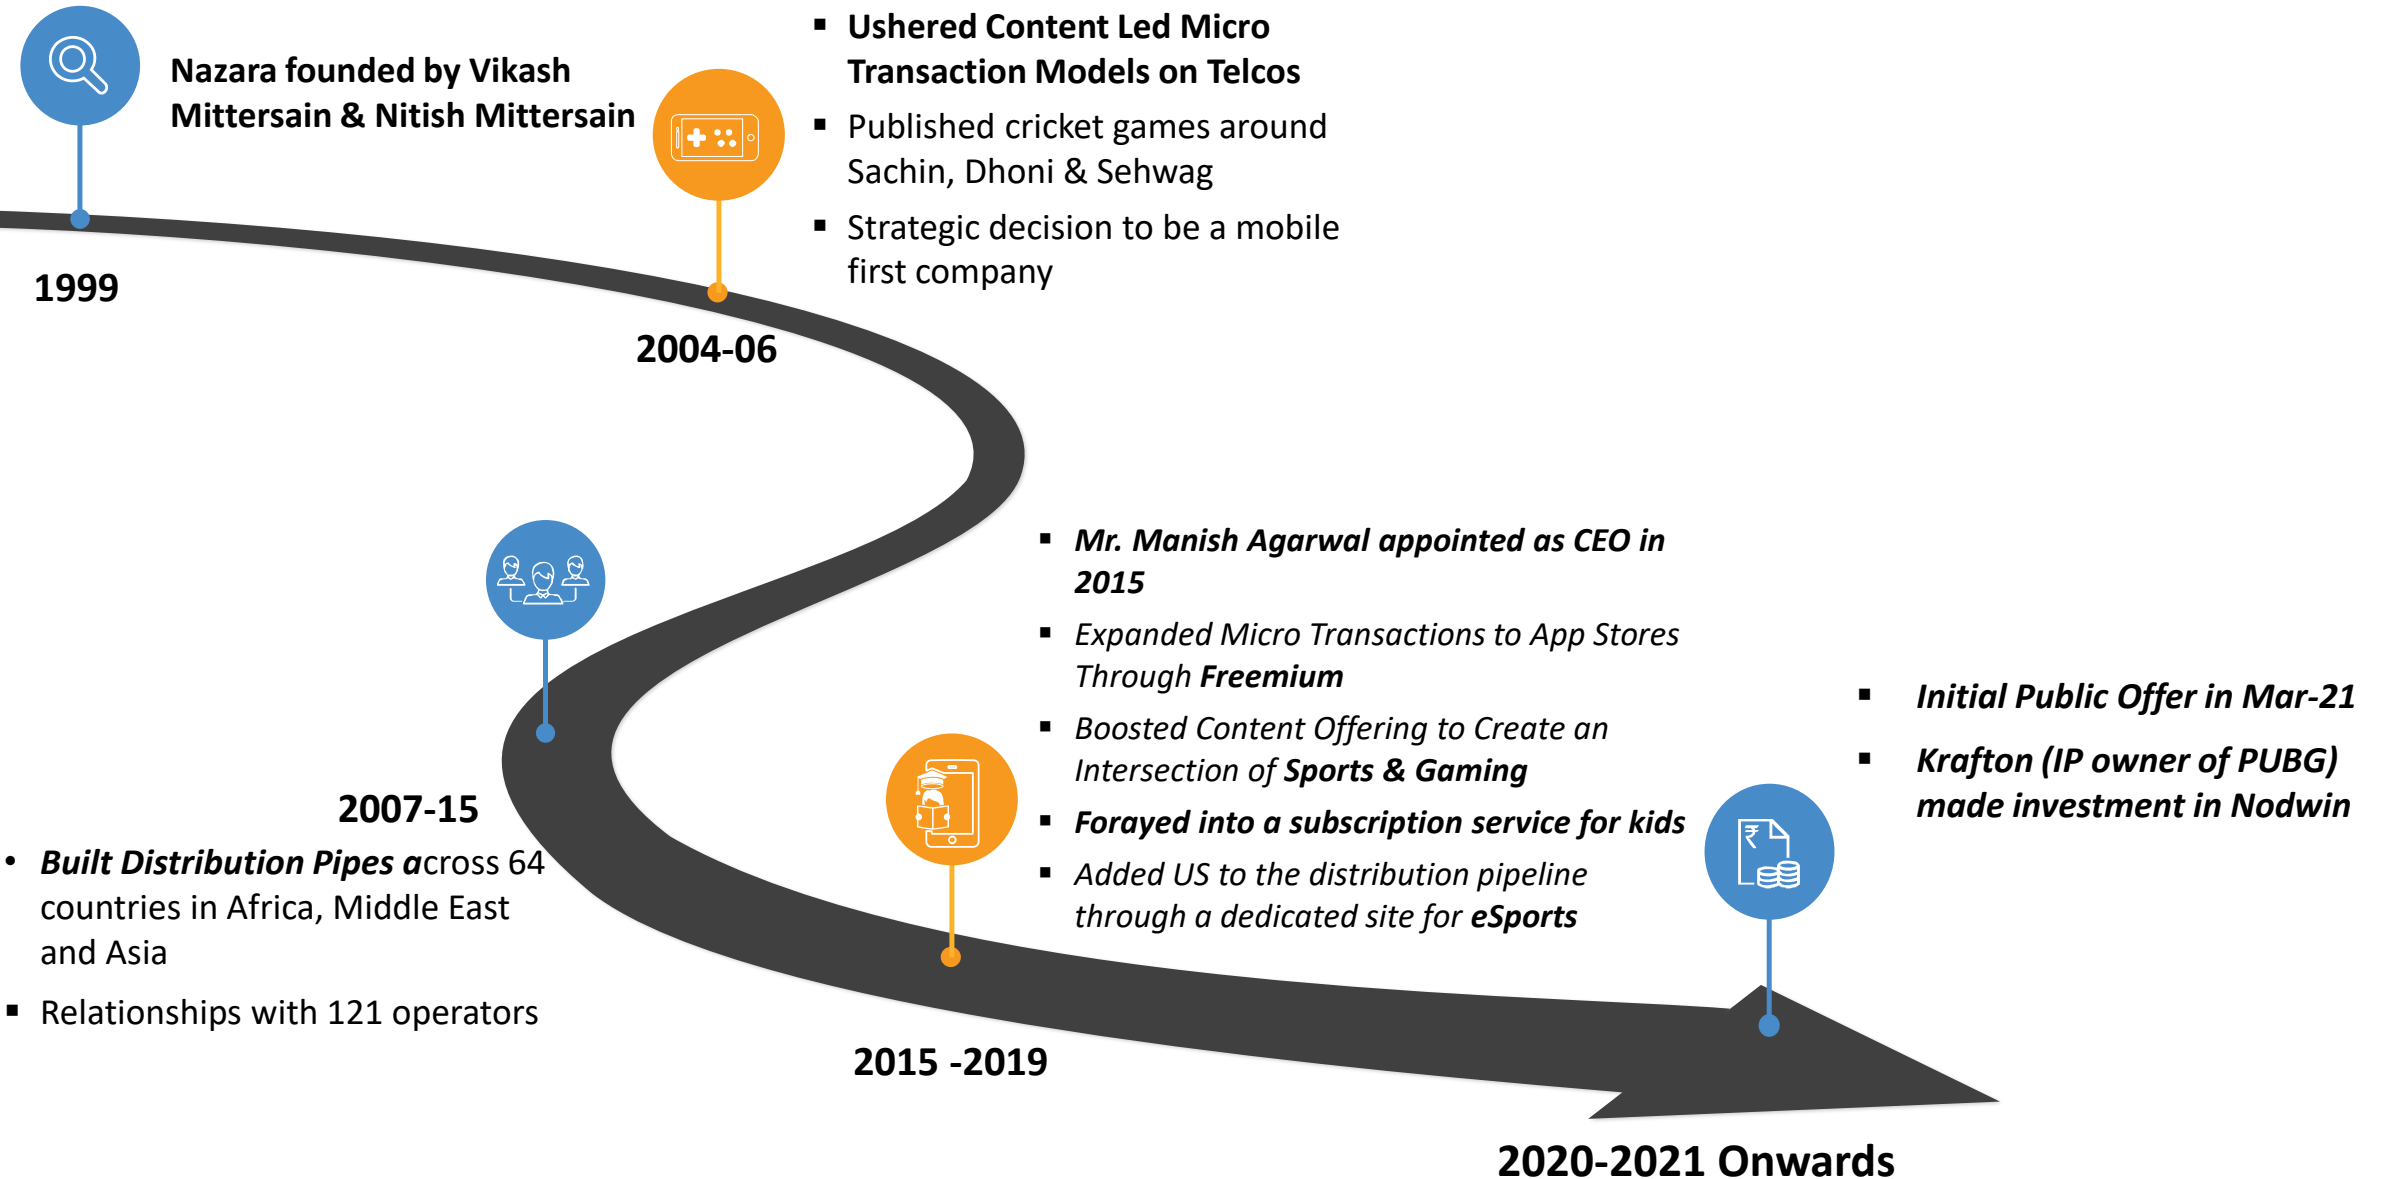 Nazara founded by Vikash
Mittersain & Nitish Mittersain
1999
▪ Ushered Content Led Micro
Transaction Models on Telcos
▪ Published cricket games around
Sachin, Dhoni & Sehwag
▪ Strategic decision to be a mobile
first company
2004-06
2007-15
• Built Distribution Pipes across 64
countries in Africa, Middle East
and Asia
▪ Relationships with 121 operators
▪ Mr. Manish Agarwal appointed as CEO in
2015
▪ Expanded Micro Transactions to App Stores
Through Freemium
▪ Boosted Content Offering to Create an
Intersection of Sports & Gaming
▪ Forayed into a subscription service for kids
▪ Added US to the distribution pipeline
through a dedicated site for eSports
2015 -2019
▪ Initial Public Offer in Mar-21
▪ Krafton (IP owner of PUBG)
made investment in Nodwin
₹
2020-2021 Onwards